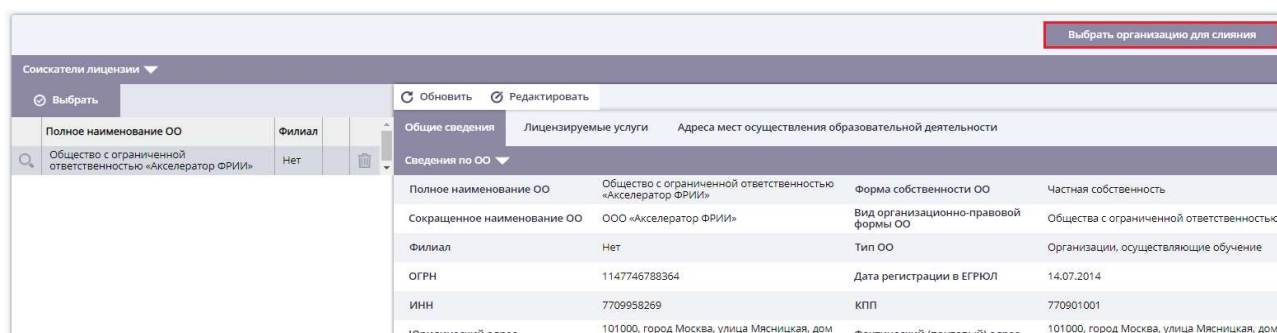 Выбрать организацию для слияния
Соискатели лицензии
Выбрать
Обновить Редактировать
Полное наименование ОО Филиал
Общество с ограниченной
ответственностью «Акселератор ФРИИ» Нет
Общие сведения Лицензируемые услуги Адреса мест осуществления образовательной деятельности
Сведения по ОО
Полное наименование ОО Общество с ограниченной ответственностью
«Акселератор ФРИИ» Форма собственности ОО Частная собственность
Сокращенное наименование ОО ООО «Акселератор ФРИИ» Вид организационно-правовой
формы ОО Общества с ограниченной ответственностью
Филиал Нет Тип ОО Организации, осуществляющие обучение
ОГРН 1147746788364 Дата регистрации в ЕГРЮЛ 14.07.2014
ИНН 7709958269 КПП 770901001
101000, город Москва, улица Мясницкая, дом 101000, город Москва, улица Мясницкая, дом